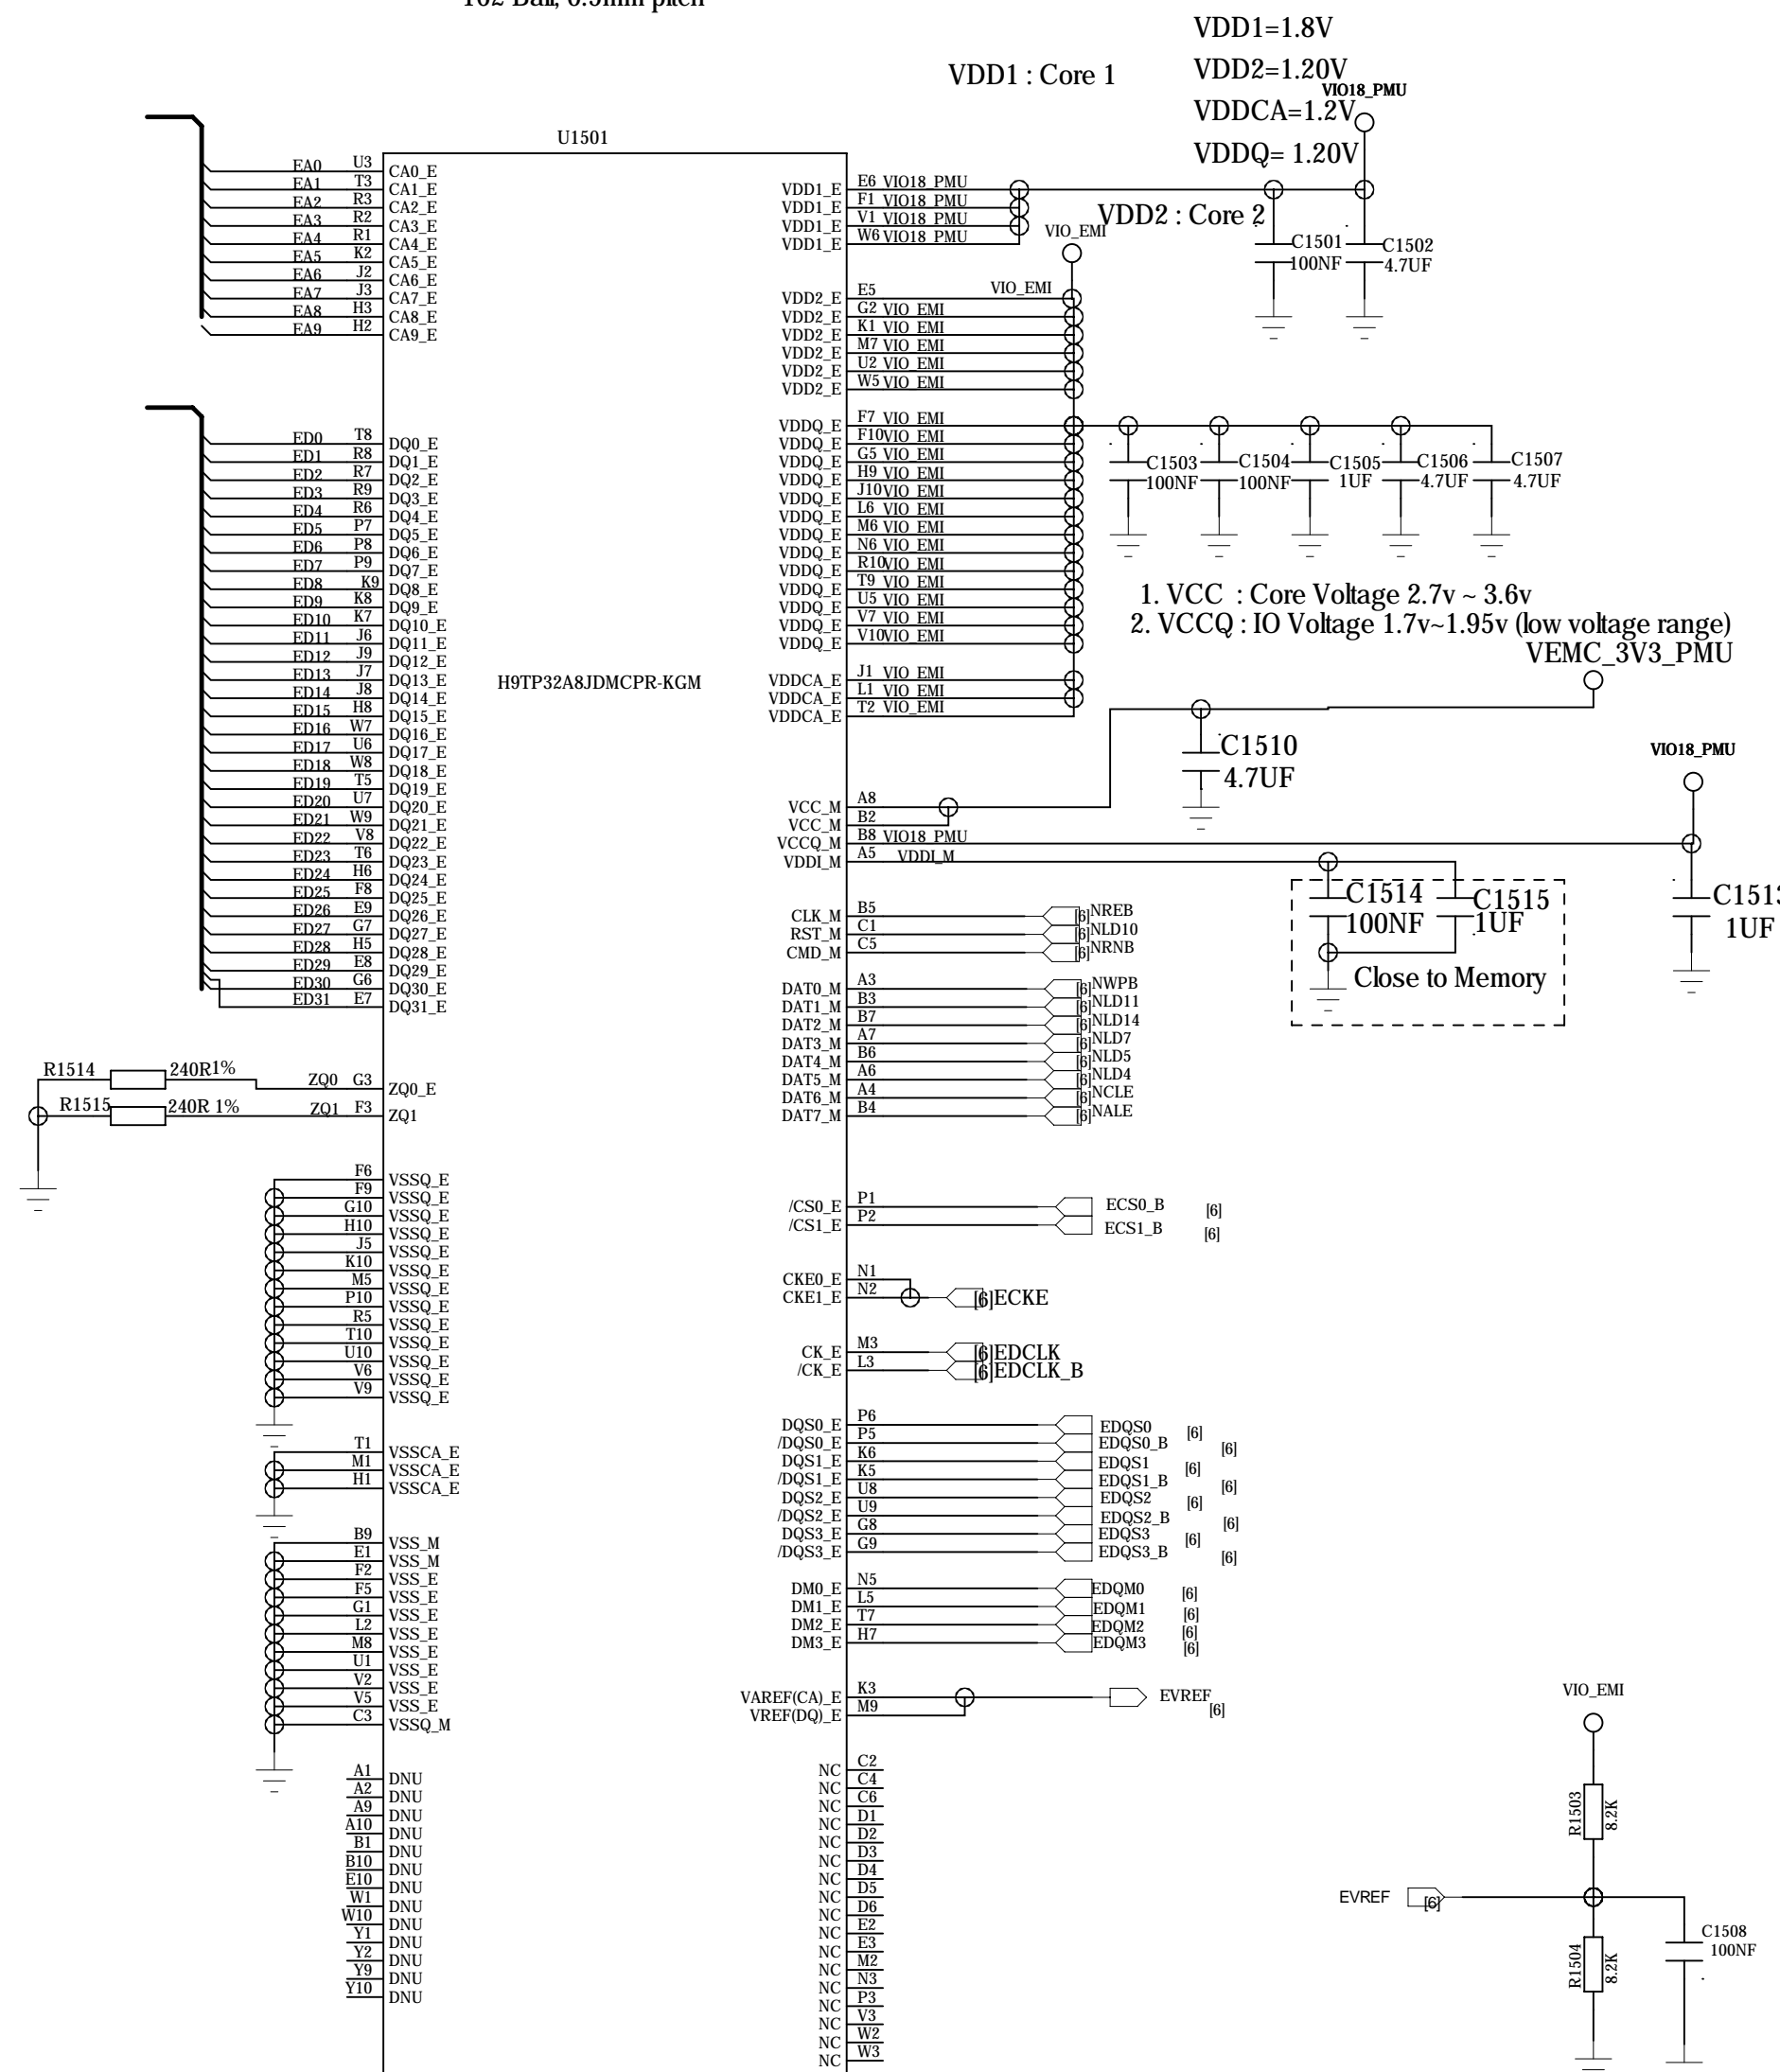 162 Ball, 0.5mm pitch
VDD1=1.8V
VDD1 : Core 1
VDD2=1.20V
VIO18_PMU
VDDCA=1.2V
VDDQ= 1.20V
U1501
EA0 U3 CA0_E
EA1 T3 CA1_E
EA2 R3 CA2_E
EA3 R2 CA3_E
EA4 R1 CA4_E
EA5 K2 CA5_E
EA6 J2 CA6_E
EA7 J3 CA7_E
EA8 H3 CA8_E
EA9 H2 CA9_E
VDD1_E E6 VIO18_PMU
VDD1_E F1 VIO18_PMU
VDD1_E V1 VIO18_PMU
VDD1_E W6 VIO18_PMU
VDD2 : Core 2
VIO_EMI
C1501
100NF
C1502
4.7UF
VDD2_E E5 VIO_EMI
VDD2_E G2 VIO_EMI
VDD2_E K1 VIO_EMI
VDD2_E M7 VIO_EMI
VDD2_E U2 VIO_EMI
VDD2_E W5 VIO_EMI
VDDQ_E F7 VIO_EMI
VDDQ_E F10 VIO_EMI
VDDQ_E G5 VIO_EMI
VDDQ_E H9 VIO_EMI
VDDQ_E J10 VIO_EMI
VDDQ_E L6 VIO_EMI
VDDQ_E M6 VIO_EMI
VDDQ_E N6 VIO_EMI
VDDQ_E R10 VIO_EMI
VDDQ_E T9 VIO_EMI
VDDQ_E U5 VIO_EMI
VDDQ_E V7 VIO_EMI
VDDQ_E V10 VIO_EMI
VDDCA_E J1 VIO_EMI
VDDCA_E L1 VIO_EMI
VDDCA_E T2 VIO_EMI
C1503
100NF
C1504
100NF
C1505
1UF
C1506
4.7UF
C1507
4.7UF
1. VCC : Core Voltage 2.7v ~ 3.6v
2. VCCQ : IO Voltage 1.7v~1.95v (low voltage range)
VEMC_3V3_PMU
ED0 T8 DQ0_E
ED1 R8 DQ1_E
ED2 R7 DQ2_E
ED3 R9 DQ3_E
ED4 R6 DQ4_E
ED5 P7 DQ5_E
ED6 P8 DQ6_E
ED7 P9 DQ7_E
ED8 K9 DQ8_E
ED9 K8 DQ9_E
ED10 K7 DQ10_E
ED11 J6 DQ11_E
ED12 J9 DQ12_E
ED13 J7 DQ13_E
ED14 J8 DQ14_E
ED15 H8 DQ15_E
ED16 W7 DQ16_E
ED17 U6 DQ17_E
ED18 W8 DQ18_E
ED19 T5 DQ19_E
ED20 U7 DQ20_E
ED21 W9 DQ21_E
ED22 V8 DQ22_E
ED23 T6 DQ23_E
ED24 H6 DQ24_E
ED25 F8 DQ25_E
ED26 E9 DQ26_E
ED27 G7 DQ27_E
ED28 H5 DQ28_E
ED29 E8 DQ29_E
ED30 G6 DQ30_E
ED31 E7 DQ31_E
H9TP32A8JDMCPR-KGM
C1510
4.7UF
VIO18_PMU
VCC_M A8
VCC_M B2
VCCQ_M B8 VIO18_PMU
VDDI_M A5 VDDI_M
C1514
100NF
C1515
1UF
Close to Memory
C1513
1UF
CLK_M B5 [6]NREB
RST_M C1 [6]NLD10
CMD_M C5 [6]NRNB
DAT0_M A3 [6]NWPB
DAT1_M B3 [6]NLD11
DAT2_M B7 [6]NLD14
DAT3_M A7 [6]NLD7
DAT4_M B6 [6]NLD5
DAT5_M A6 [6]NLD4
DAT6_M A4 [6]NCLE
DAT7_M B4 [6]NALE
R1514 240R1% ZQ0 G3 ZQ0_E
R1515 240R 1% ZQ1 F3 ZQ1
F6 VSSQ_E
F9 VSSQ_E
G10 VSSQ_E
H10 VSSQ_E
J5 VSSQ_E
K10 VSSQ_E
M5 VSSQ_E
P10 VSSQ_E
R5 VSSQ_E
T10 VSSQ_E
U10 VSSQ_E
V6 VSSQ_E
V9 VSSQ_E
/CS0_E P1 ECS0_B [6]
/CS1_E P2 ECS1_B [6]
CKE0_E N1
CKE1_E N2 [6]ECKE
CK_E M3 [6]EDCLK
/CK_E L3 [6]EDCLK_B
T1 VSSCA_E
M1 VSSCA_E
H1 VSSCA_E
DQS0_E P6 EDQS0 [6]
/DQS0_E P5 EDQS0_B [6]
DQS1_E K6 EDQS1 [6]
/DQS1_E K5 EDQS1_B [6]
DQS2_E U8 EDQS2 [6]
/DQS2_E U9 EDQS2_B [6]
DQS3_E G8 EDQS3 [6]
/DQS3_E G9 EDQS3_B [6]
B9 VSS_M
E1 VSS_M
F2 VSS_E
F5 VSS_E
G1 VSS_E
L2 VSS_E
M8 VSS_E
U1 VSS_E
V2 VSS_E
V5 VSS_E
C3 VSSQ_M
DM0_E N5 EDQM0 [6]
DM1_E L5 EDQM1 [6]
DM2_E T7 EDQM2 [6]
DM3_E H7 EDQM3 [6]
VAREF(CA)_E K3 EVREF [6]
VREF(DQ)_E M9
A1 DNU
A2 DNU
A9 DNU
A10 DNU
B1 DNU
B10 DNU
E10 DNU
W1 DNU
W10 DNU
Y1 DNU
Y2 DNU
Y9 DNU
Y10 DNU
NC C2
NC C4
NC C6
NC D1
NC D2
NC D3
NC D4
NC D5
NC D6
NC E2
NC E3
NC M2
NC N3
NC P3
NC V3
NC W2
NC W3
VIO_EMI
R1503
8.2K
EVREF [6]
R1504
8.2K
C1508
100NF